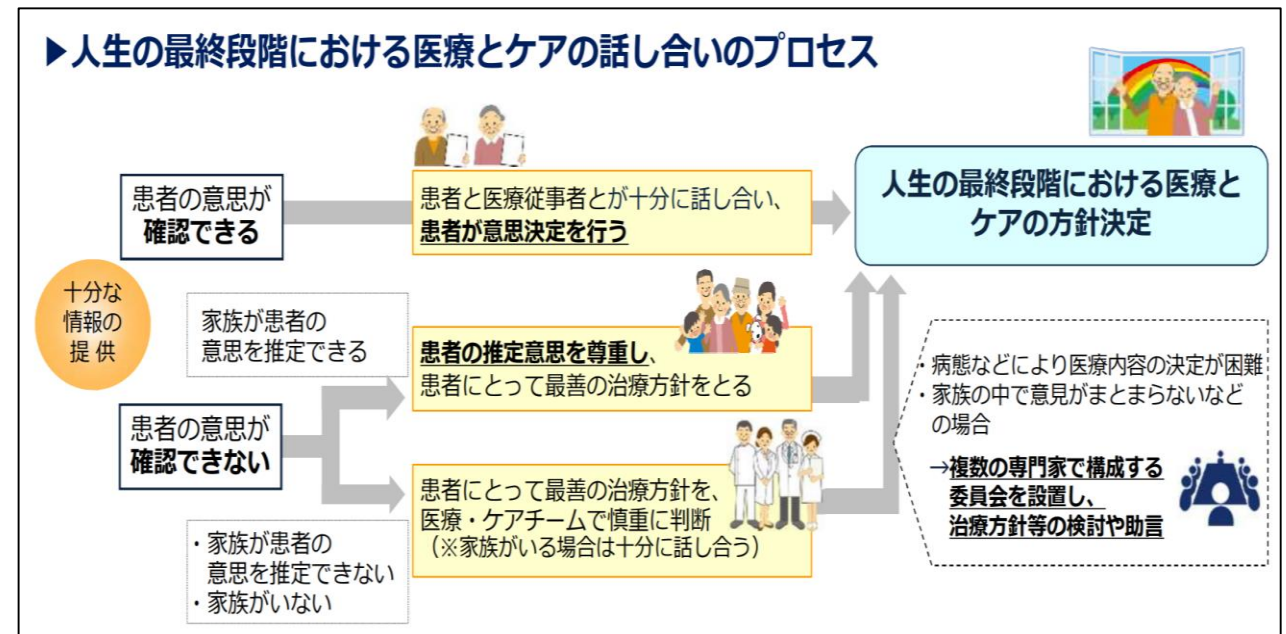 ▶人生の最終段階における医療とケアの話し合いのプロセス
十分な
情報の
提 供
患者の意思が
確認できる
患者と医療従事者とが十分に話し合い、
患者が意思決定を行う
人生の最終段階における医療と
ケアの方針決定
家族が患者の
意思を推定できる
患者の推定意思を尊重し、
患者にとって最善の治療方針をとる
患者の意思が
確認できない
・家族が患者の
意思を推定できない
・家族がいない
患者にとって最善の治療方針を、
医療・ケアチームで慎重に判断
（※家族がいる場合は十分に話し合う）
・病態などにより医療内容の決定が困難
・家族の中で意見がまとまらないなど
の場合
→複数の専門家で構成する
委員会を設置し、
治療方針等の検討や助言